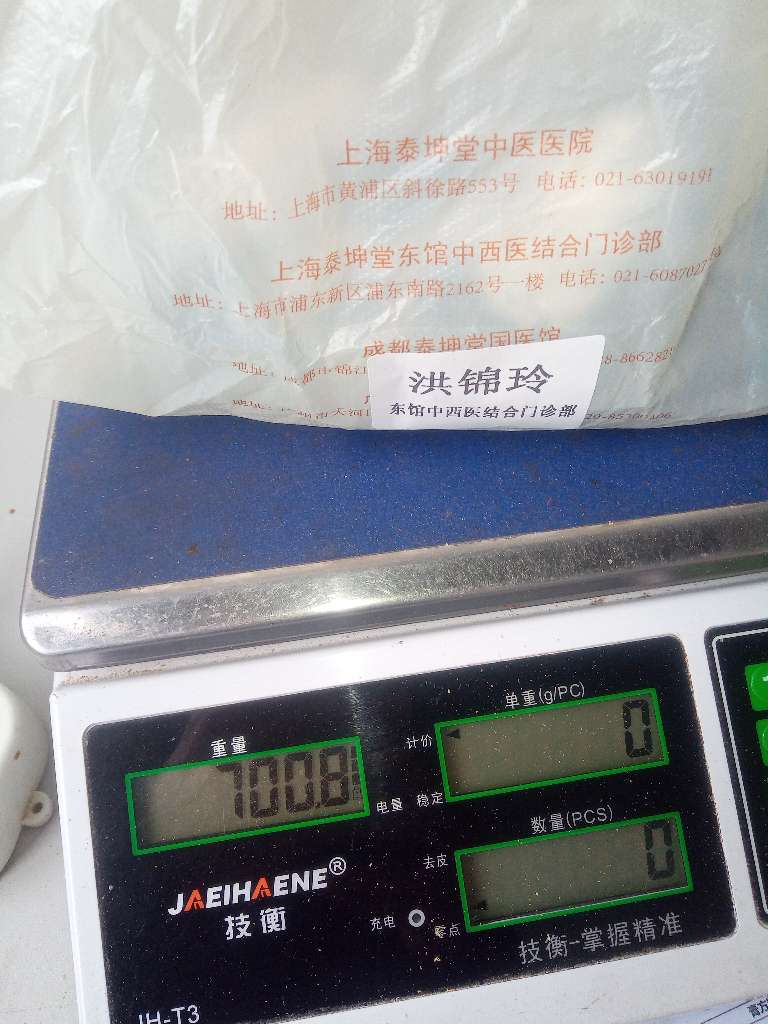 上海泰坤堂中医医院
地址：上海市黄浦区斜徐路553号 电话：021-63019191
上海泰坤堂东馆中西医结合门诊部
地址：上海市浦东新区浦东南路2162号一楼 电话：021-6087027
成都泰坤堂国医馆
洪锦玲
东馆中西医结合门诊部
重量
700.8
电量
计价
稳定
单重(g/PC)
0
去皮
零点
数量(PCS)
0
JAEIHAENE®
技衡
充电
技衡-掌握精准
JH-T3